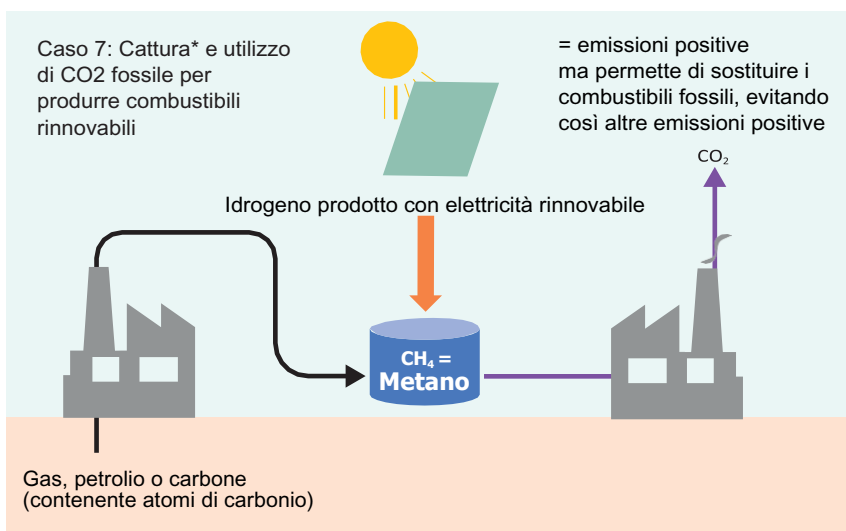 Caso 7: Cattura* e utilizzo
di CO2 fossile per
produrre combustibili
rinnovabili
= emissioni positive
ma permette di sostituire i
combustibili fossili, evitando
così altre emissioni positive
CO₂
Idrogeno prodotto con elettricità rinnovabile
CH₄ =
Metano
Gas, petrolio o carbone
(contenente atomi di carbonio)